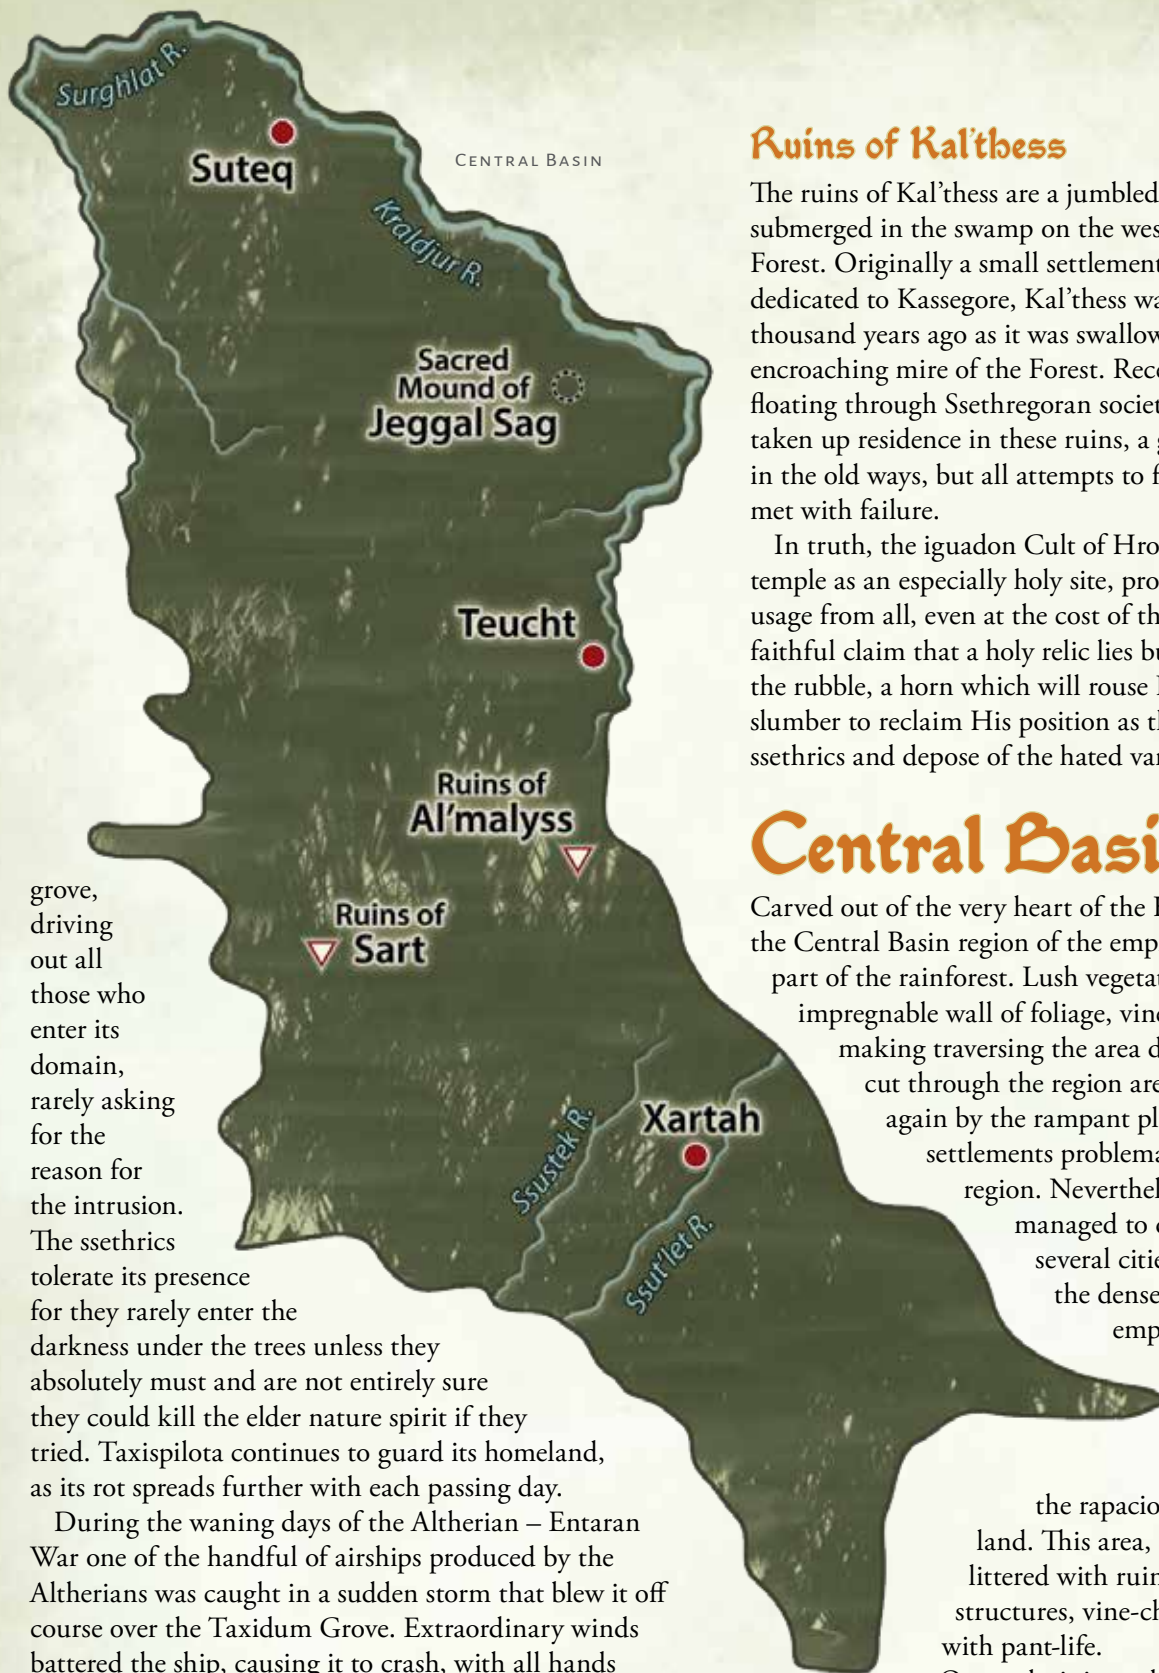 Surghlat R.
Suteq
CENTRAL BASIN
Kraldjur R.
Sacred
Mound of
Jeggal Sag
Teucht
Ruins of
Al'malyss
Ruins of
Sart
Xartah
Ssustek R.
Ssut'let R.
grove,
driving
out all
those who
enter its
domain,
rarely asking
for the
reason for
the intrusion.
The ssethrics
tolerate its presence
for they rarely enter the
darkness under the trees unless they
absolutely must and are not entirely sure
they could kill the elder nature spirit if they
tried. Taxispilota continues to guard its homeland,
as its rot spreads further with each passing day.
During the waning days of the Altherian – Entaran
War one of the handful of airships produced by the
Altherians was caught in a sudden storm that blew it off
course over the Taxidum Grove. Extraordinary winds
battered the ship, causing it to crash, with all hands
Ruins of Kal'thess
The ruins of Kal'thess are a jumbled
submerged in the swamp on the wes
Forest. Originally a small settlement
dedicated to Kassegore, Kal'thess wa
thousand years ago as it was swallow
encroaching mire of the Forest. Rece
floating through Ssethregoran societ
taken up residence in these ruins, a g
in the old ways, but all attempts to f
met with failure.
In truth, the iguadon Cult of Hro
temple as an especially holy site, pro
usage from all, even at the cost of th
faithful claim that a holy relic lies bu
the rubble, a horn which will rouse
slumber to reclaim His position as th
ssethrics and depose of the hated var
Central Basi
Carved out of the very heart of the
the Central Basin region of the emp
part of the rainforest. Lush vegetat
impregnable wall of foliage, vine
making traversing the area d
cut through the region are
again by the rampant pl
settlements problema
region. Neverthel
managed to
several citie
the dense
emp
the rapacio
land. This area,
littered with ruin
structures, vine-ch
with pant-life.